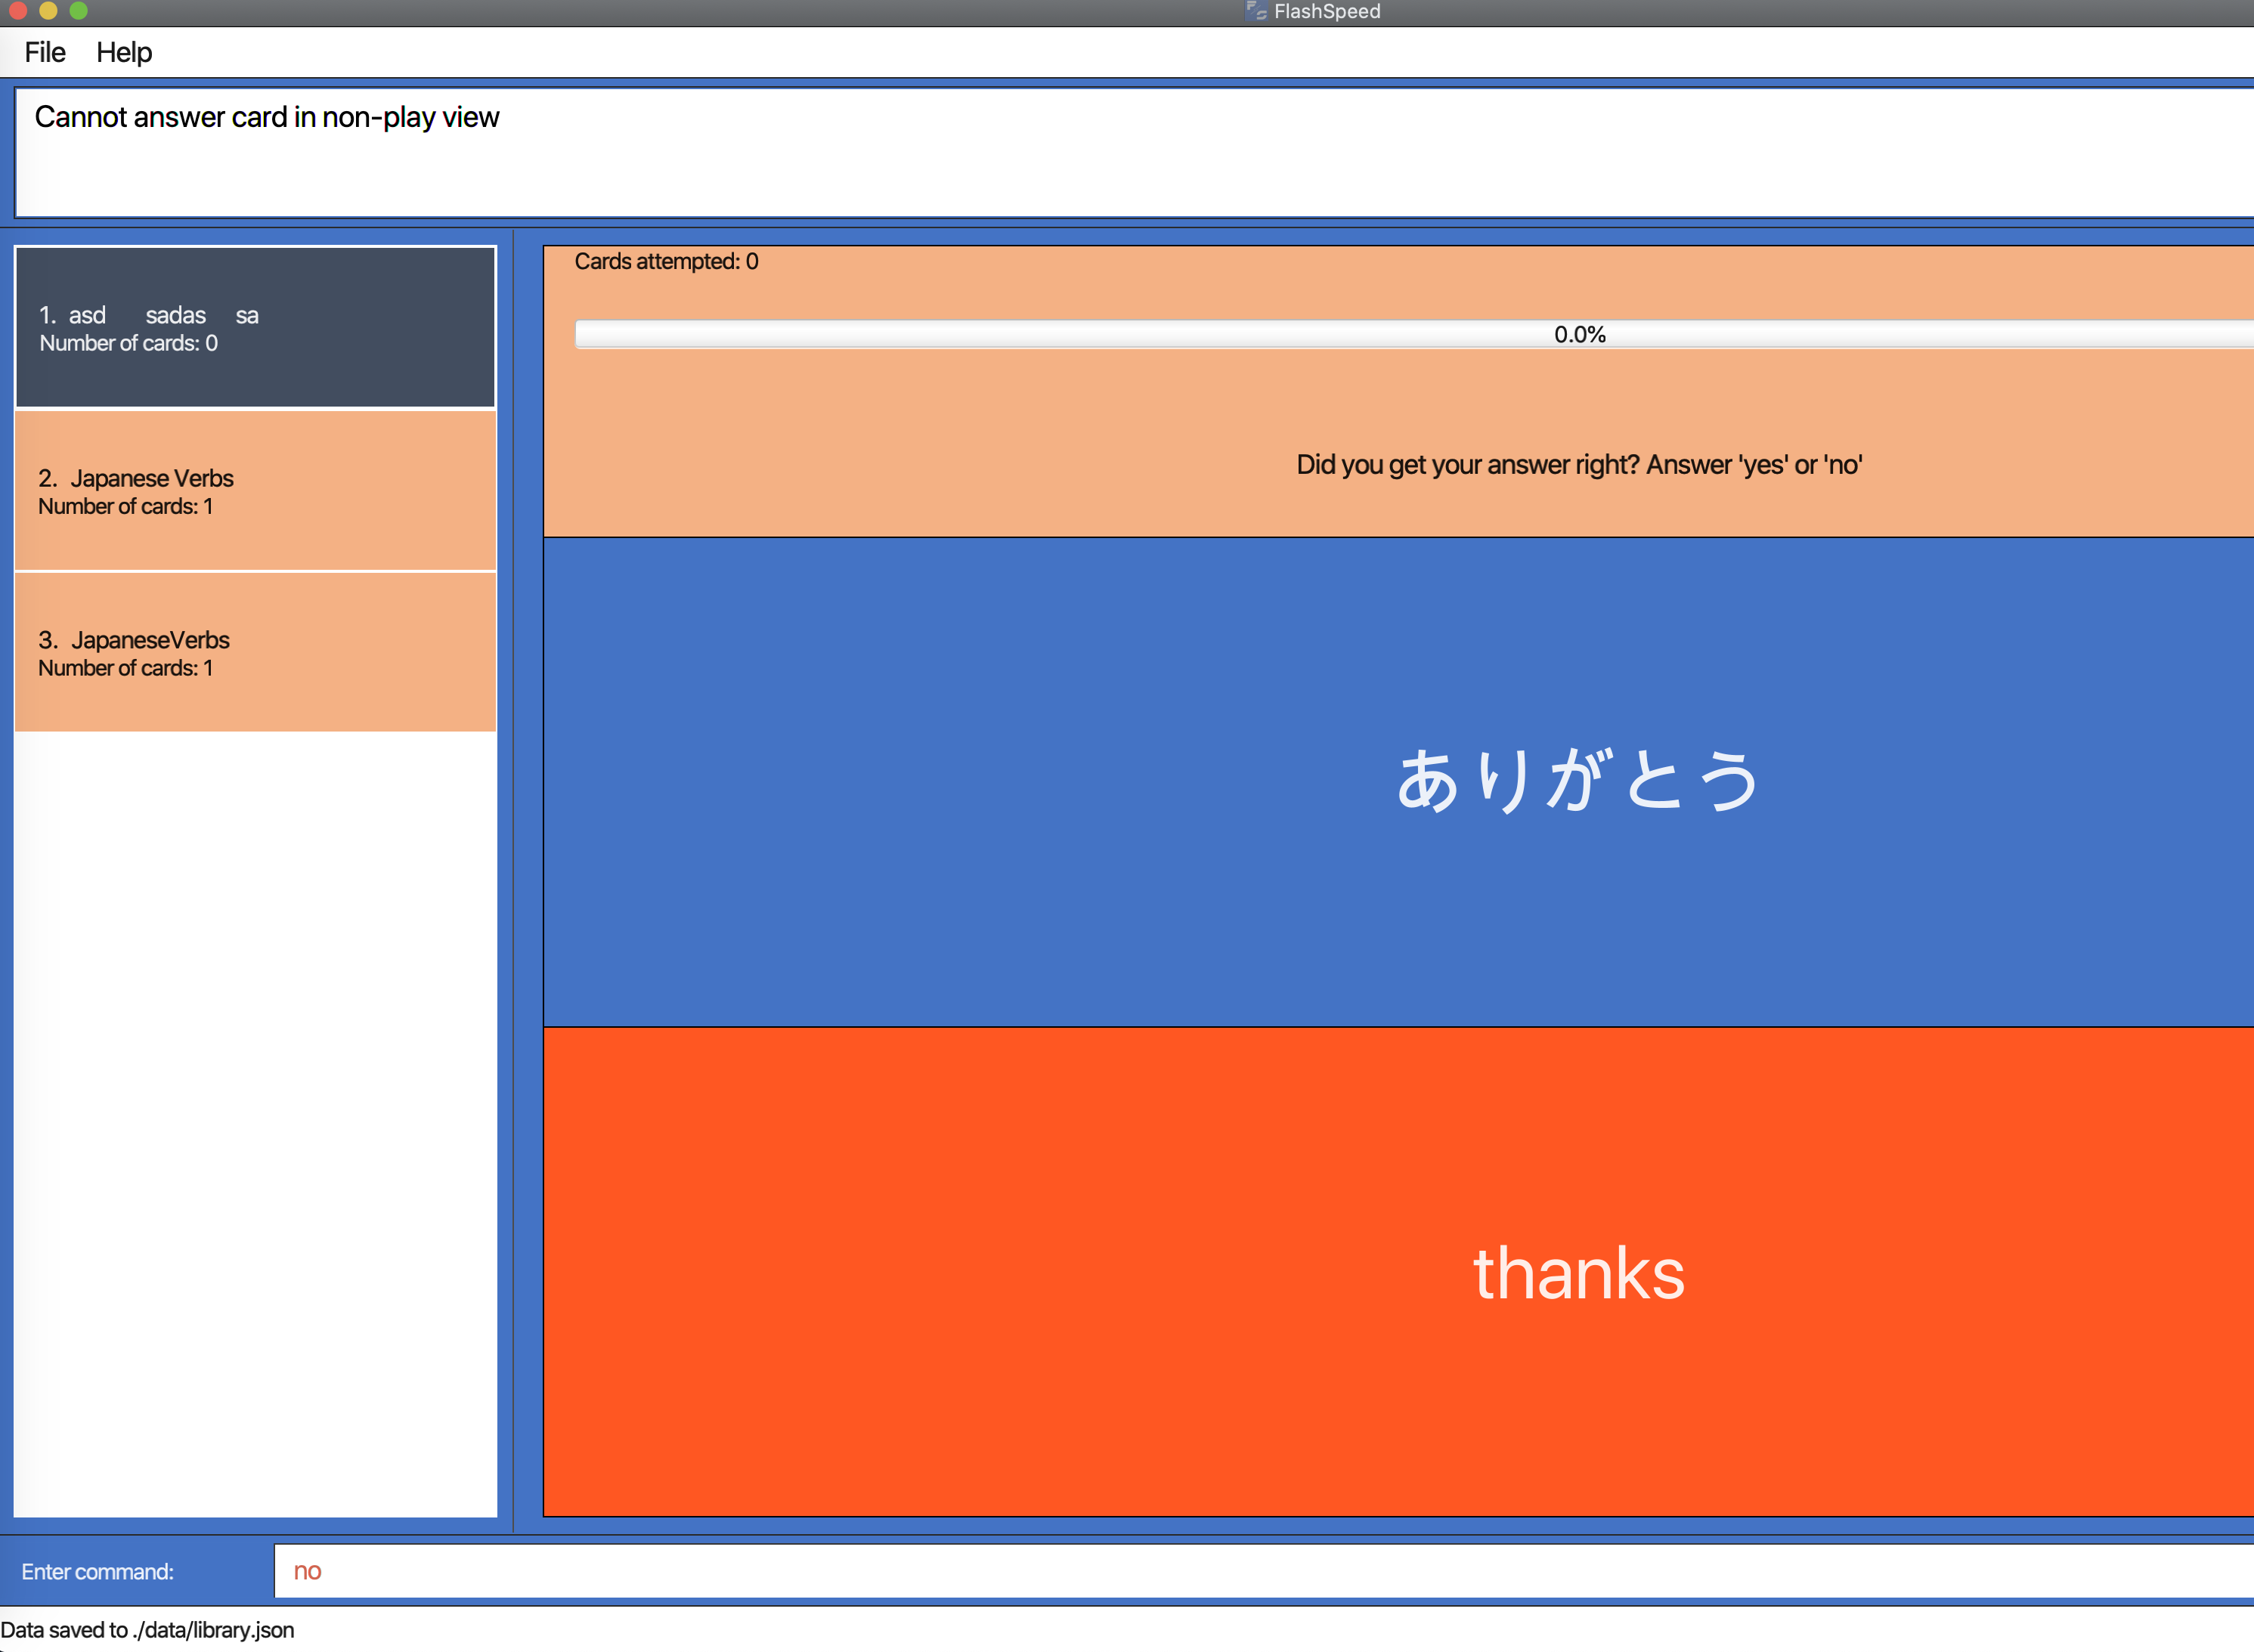 FlashSpeed
File Help
Cannot answer card in non-play view
1. asd sadas sa
Number of cards: 0
2. Japanese Verbs
Number of cards: 1
3. JapaneseVerbs
Number of cards: 1
Cards attempted: 0
0.0%
Did you get your answer right? Answer 'yes' or 'no'
ありがとう
thanks
Enter command: no
Data saved to ./data/library.json